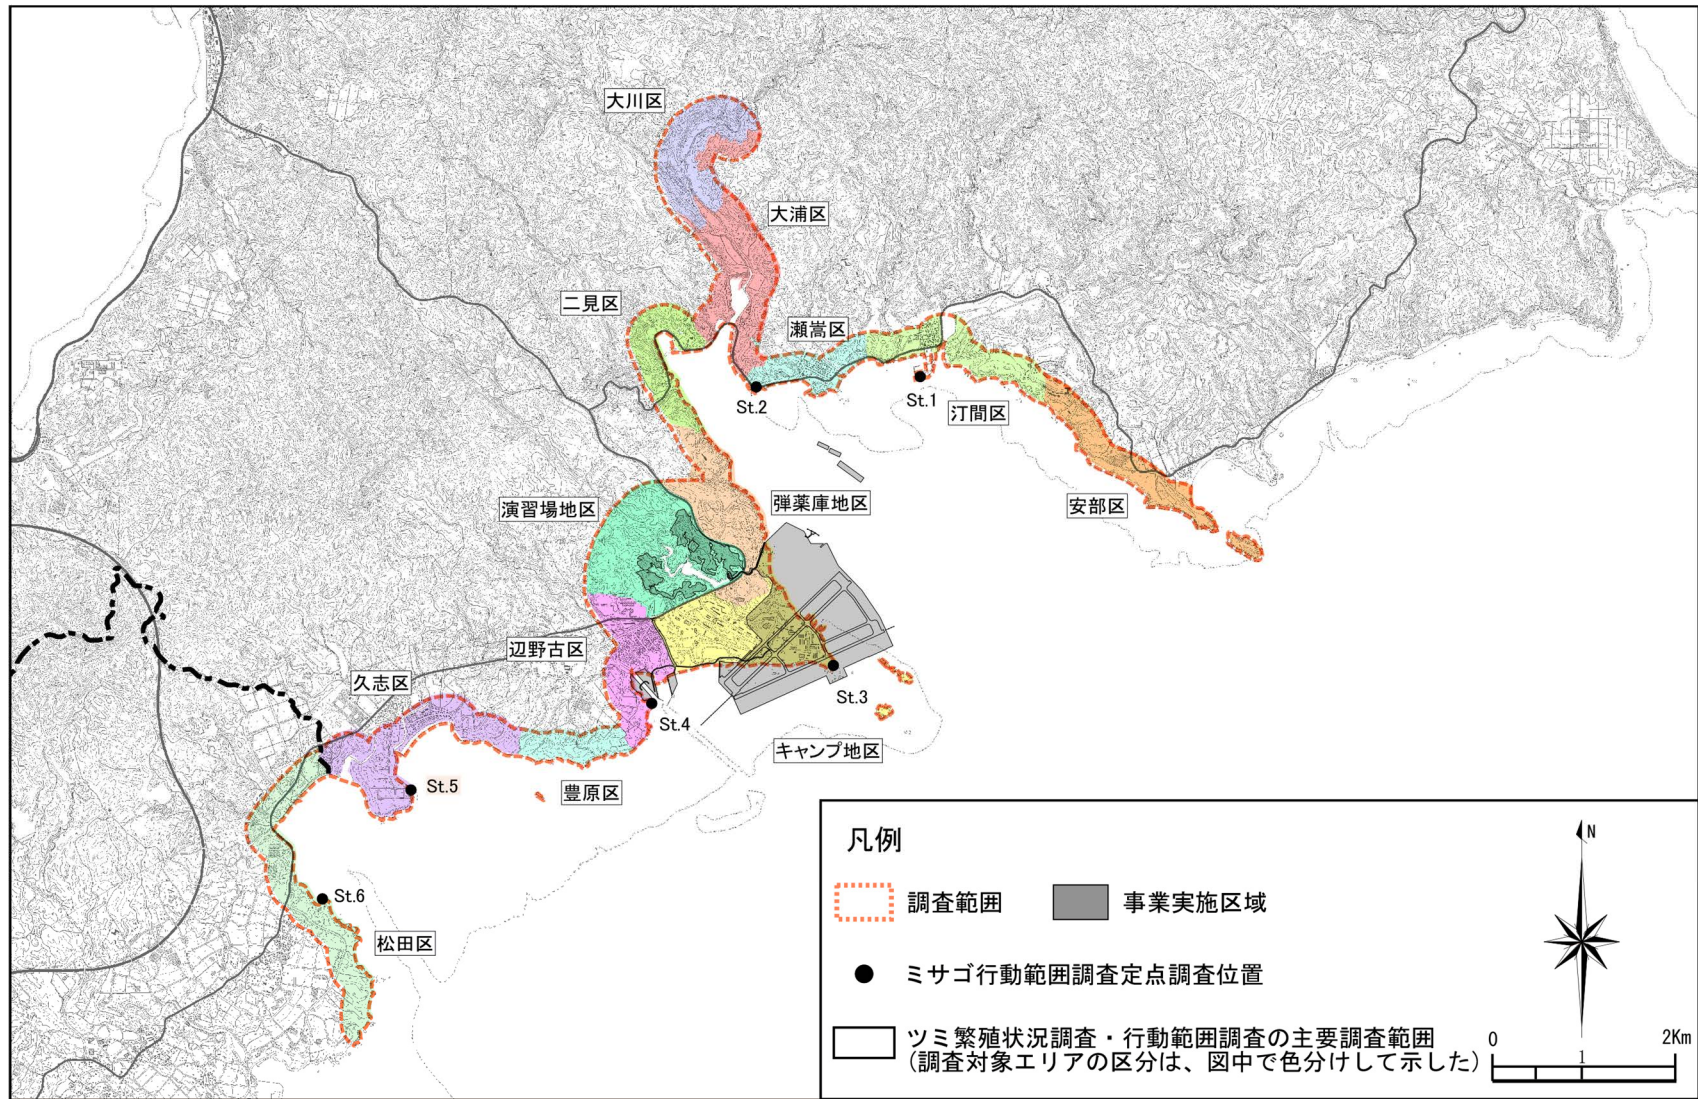 大川区
大浦区
二見区
瀬嵩区
St.2
St.1
汀間区
演習場地区
弾薬庫地区
安部区
辺野古区
久志区
St.3
St.4
キャンプ地区
St.5
豊原区
St.6
松田区
凡例
調査範囲
事業実施区域
ミサゴ行動範囲調査定点調査位置
ツミ繁殖状況調査・行動範囲調査の主要調査範囲
(調査対象エリアの区分は、図中で色分けして示した)
N
0
1
2Km